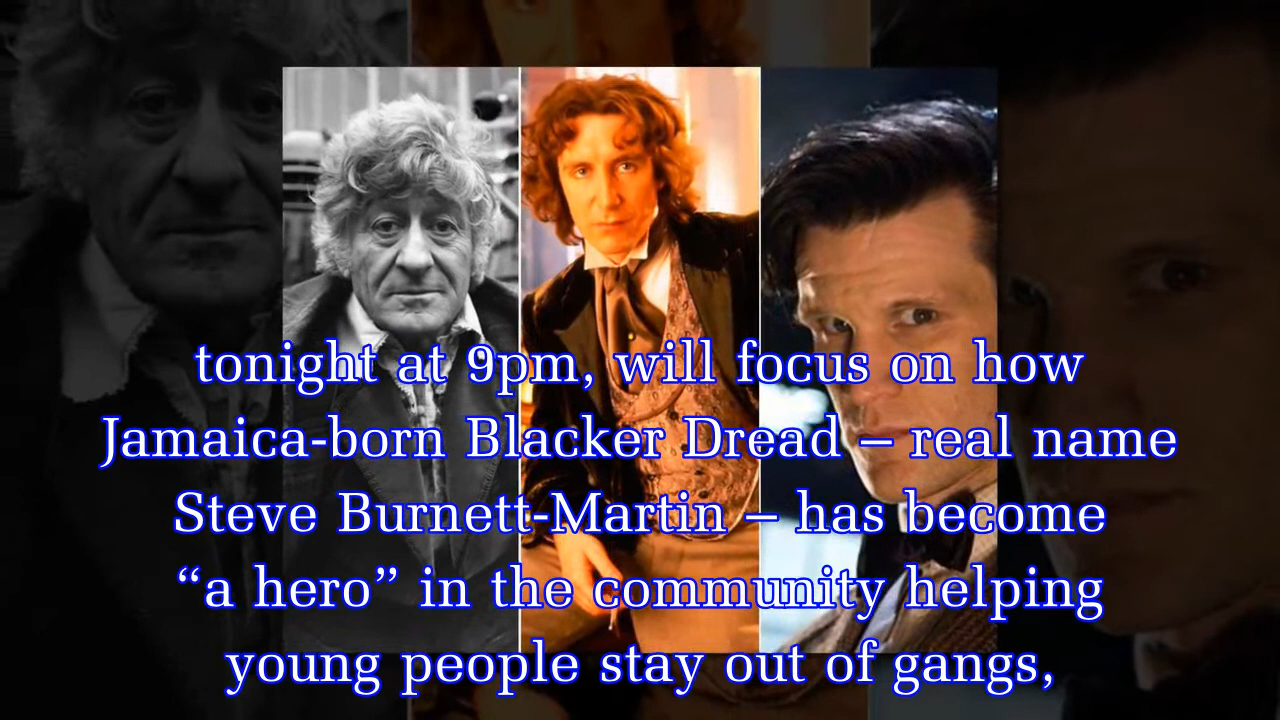 tonight at 9pm, will focus on how
Jamaica-born Blacker Dread – real name
Steve Burnett-Martin – has become
“a hero” in the community helping
young people stay out of gangs,